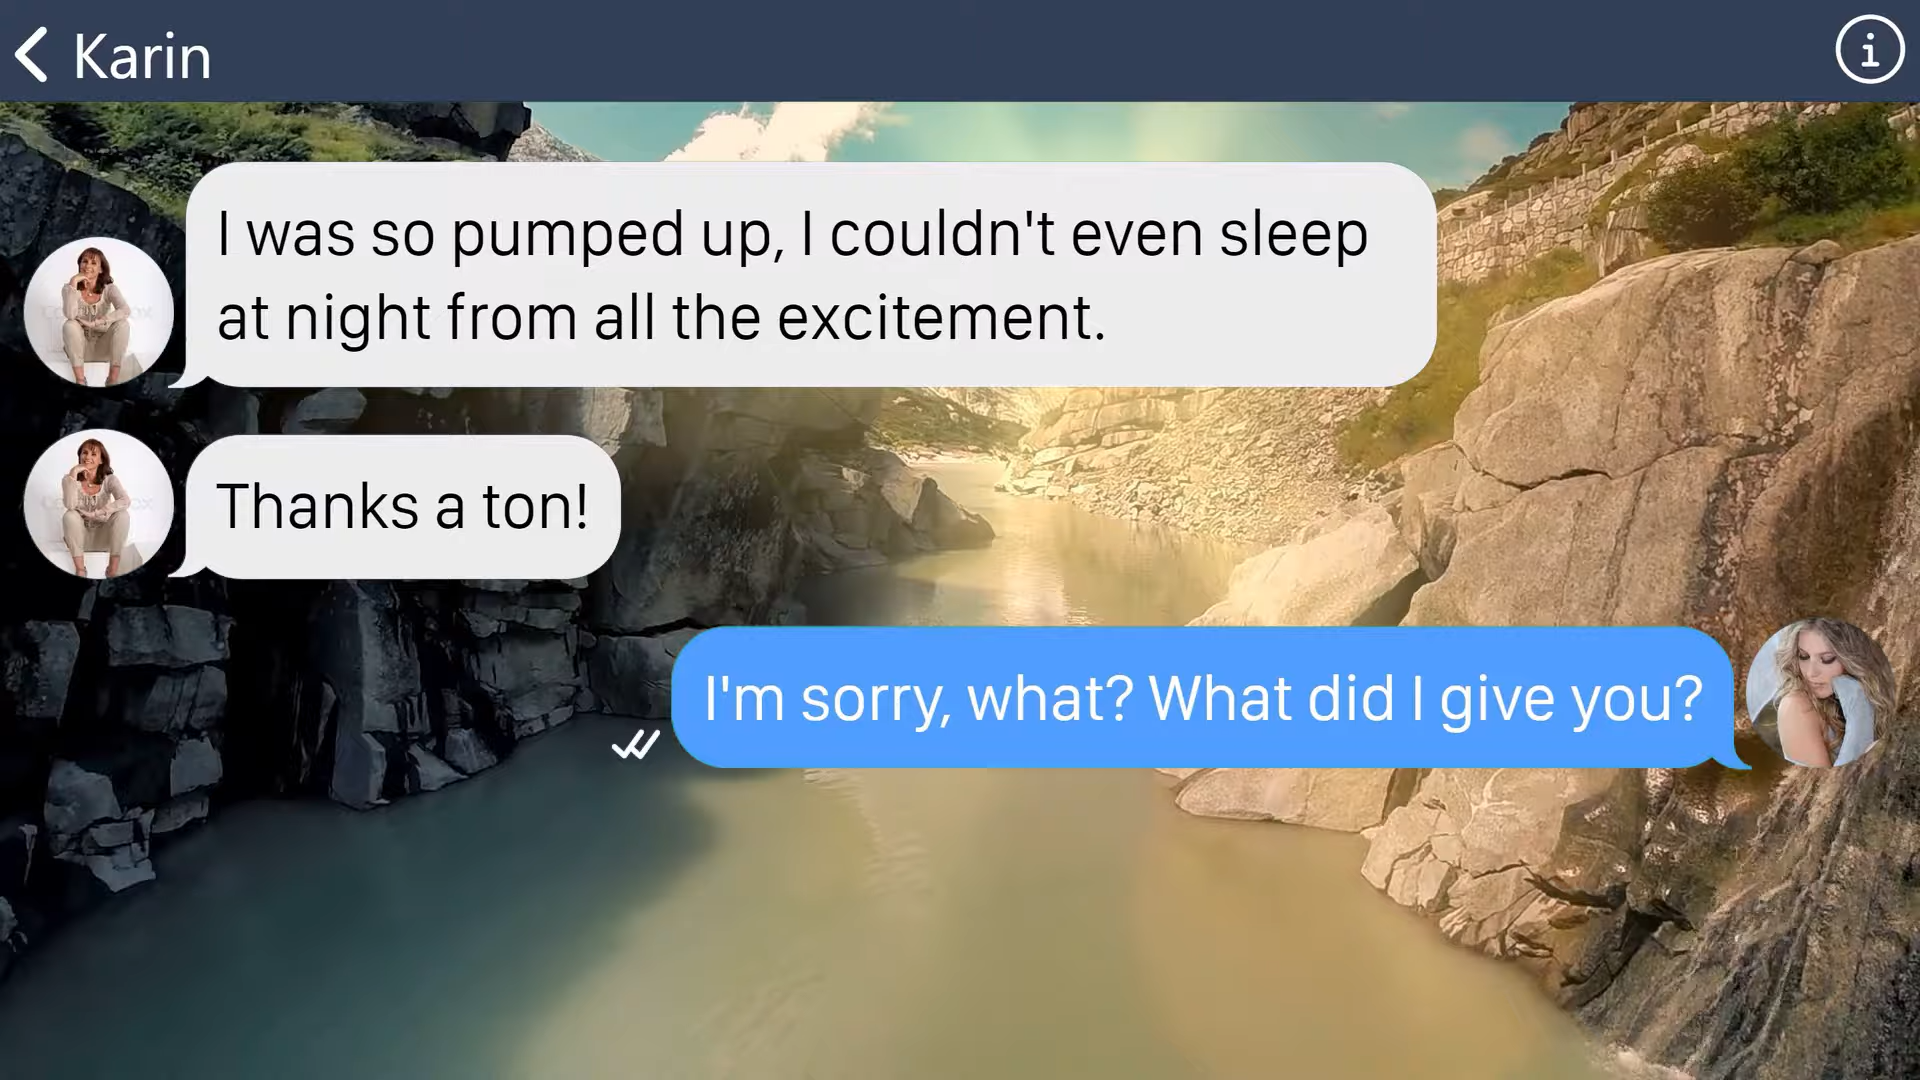 Karin
I was so pumped up, I couldn't even sleep
at night from all the excitement.
Thanks a ton!
I'm sorry, what? What did I give you?